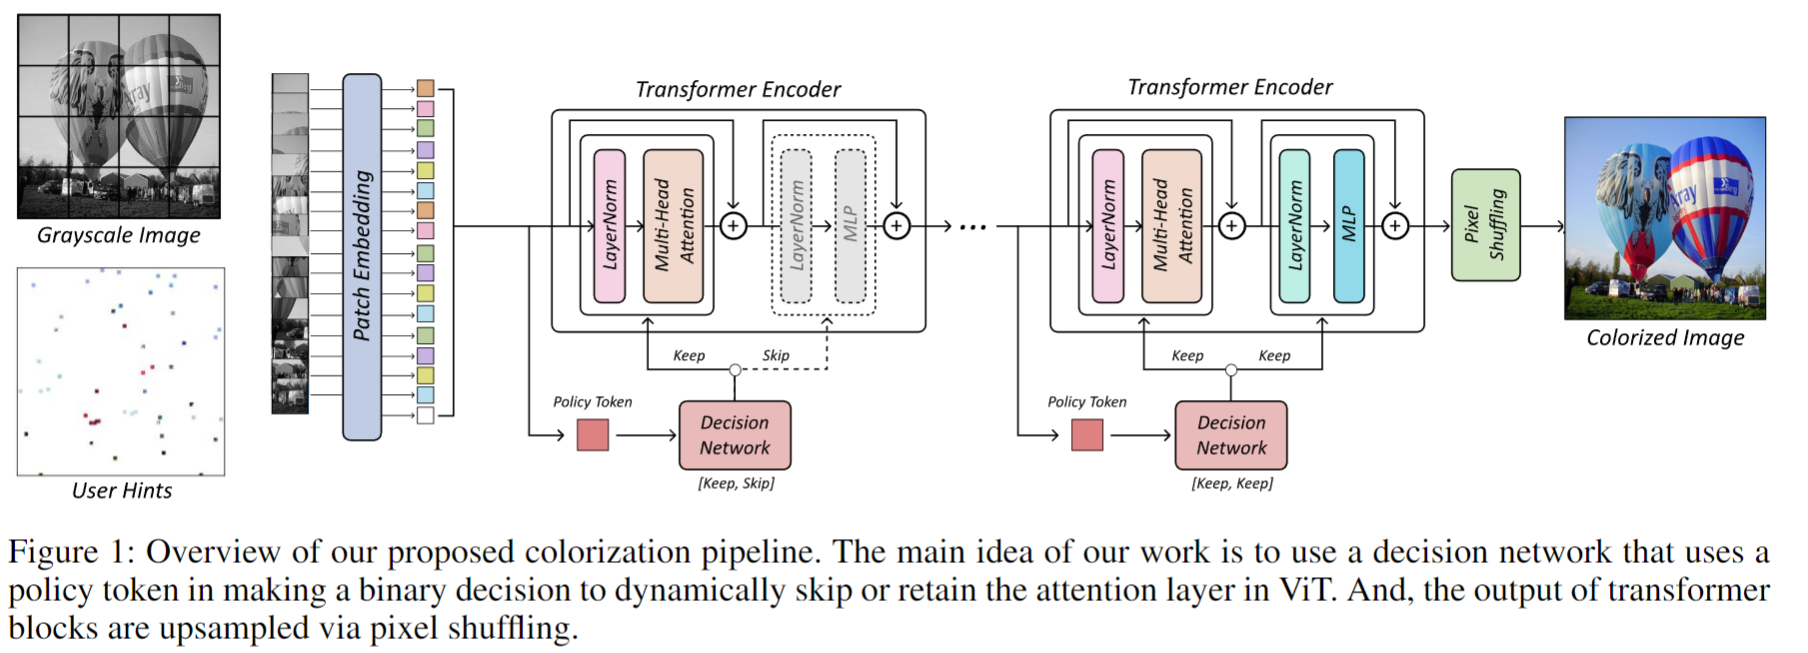 Grayscale Image
User Hints
Patch Embedding
Transformer Encoder
LayerNorm
Multi-Head
Attention
LayerNorm
MLP
Keep
Skip
Policy Token
Decision
Network
[Keep, Skip]
...
Transformer Encoder
LayerNorm
Multi-Head
Attention
LayerNorm
MLP
Keep
Keep
Policy Token
Decision
Network
[Keep, Keep]
Pixel
Shuffling
Array
Colorized Image
Figure 1: Overview of our proposed colorization pipeline. The main idea of our work is to use a decision network that uses a
policy token in making a binary decision to dynamically skip or retain the attention layer in ViT. And, the output of transformer
blocks are upsampled via pixel shuffling.